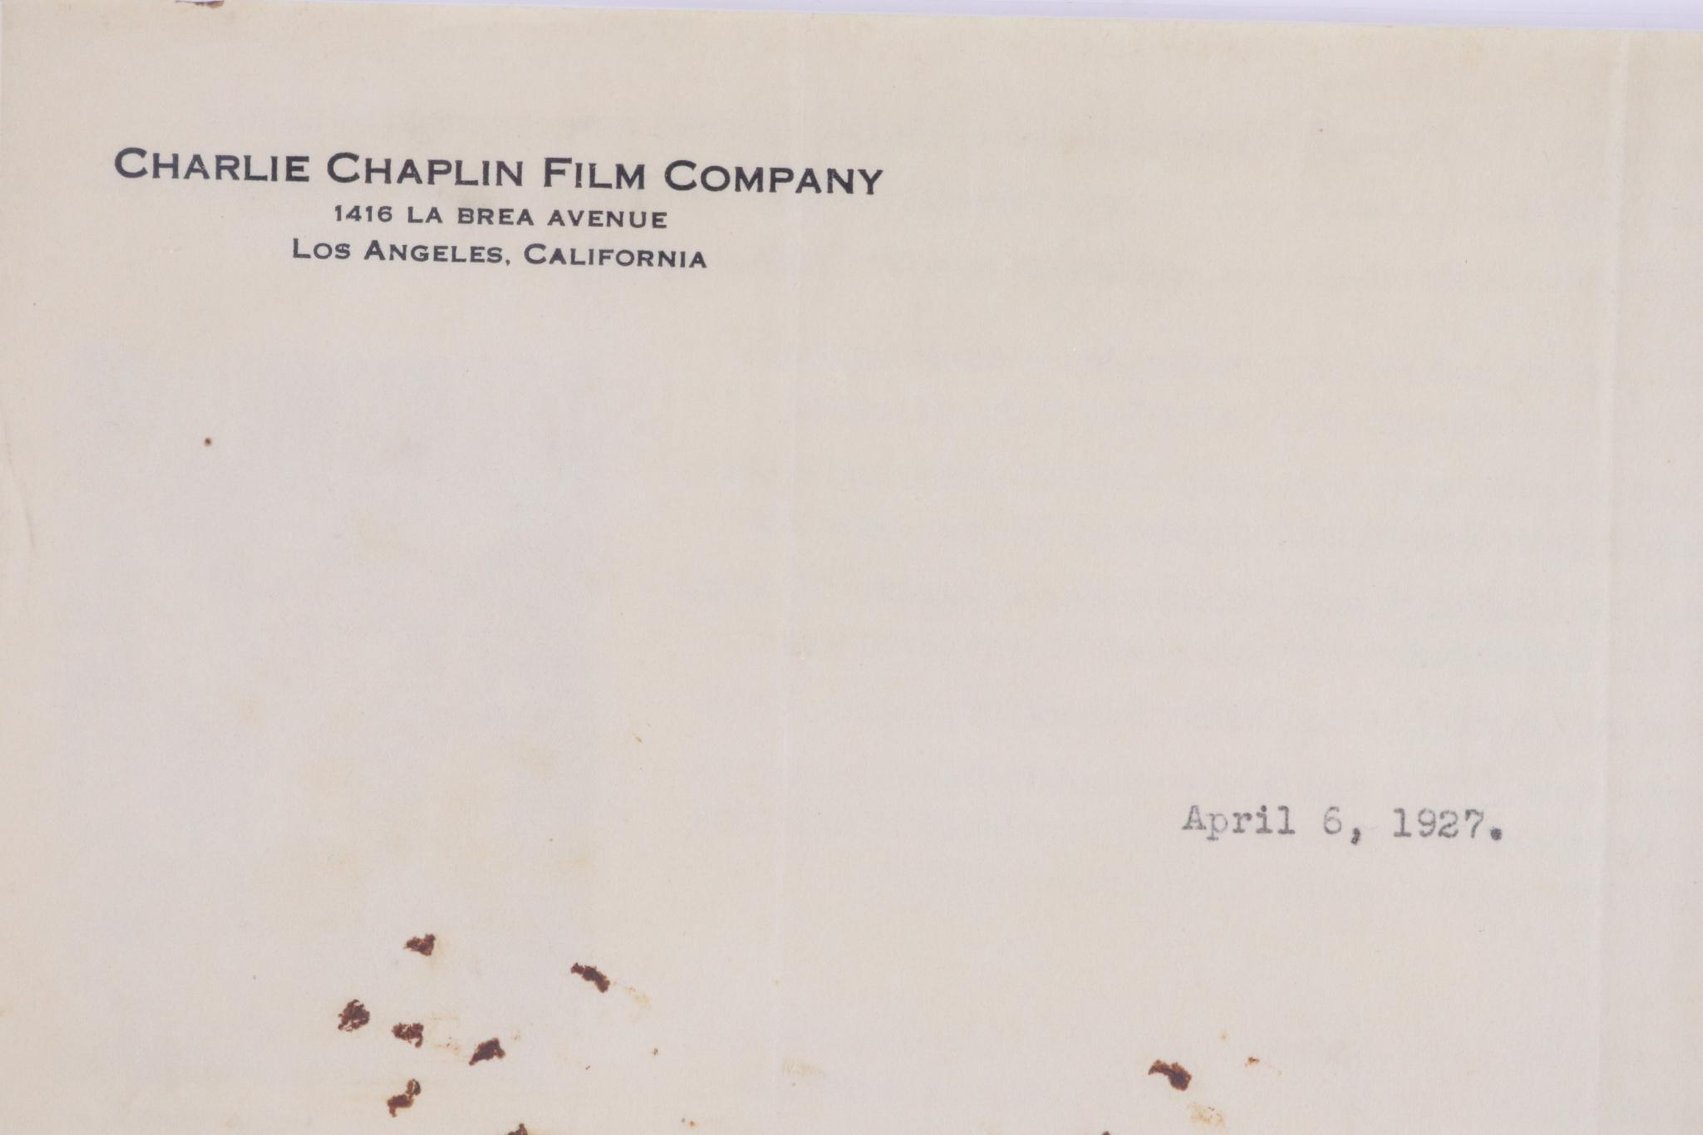 CHARLIE CHAPLIN FILM COMPANY
1416 LA BREA AVENUE
LOS ANGELES, CALIFORNIA
April 6, 1927.